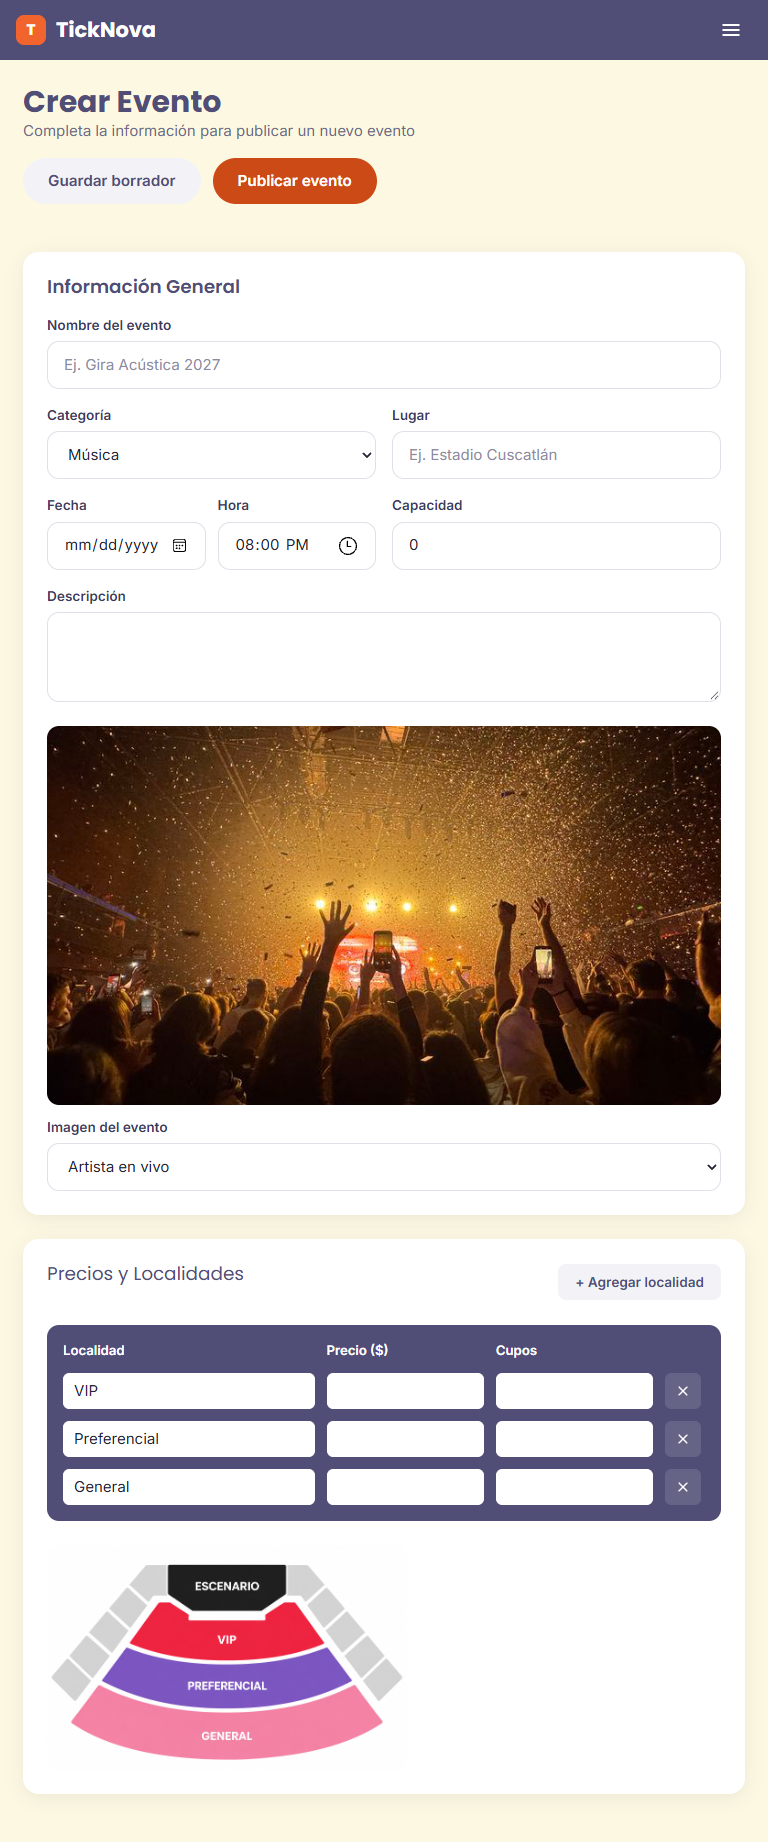 T TickNova
Crear Evento
Completa la información para publicar un nuevo evento
Guardar borrador Publicar evento
Información General
Nombre del evento
Ej. Gira Acústica 2027
Categoría Lugar
Música Ej. Estadio Cuscatlán
Fecha Hora Capacidad
mm/dd/yyyy 08:00 PM 0
Descripción
Imagen del evento
Artista en vivo
Precios y Localidades + Agregar localidad
Localidad Precio ($) Cupos
VIP ×
Preferencial ×
General ×
ESCENARIO
VIP
PREFERENCIAL
GENERAL